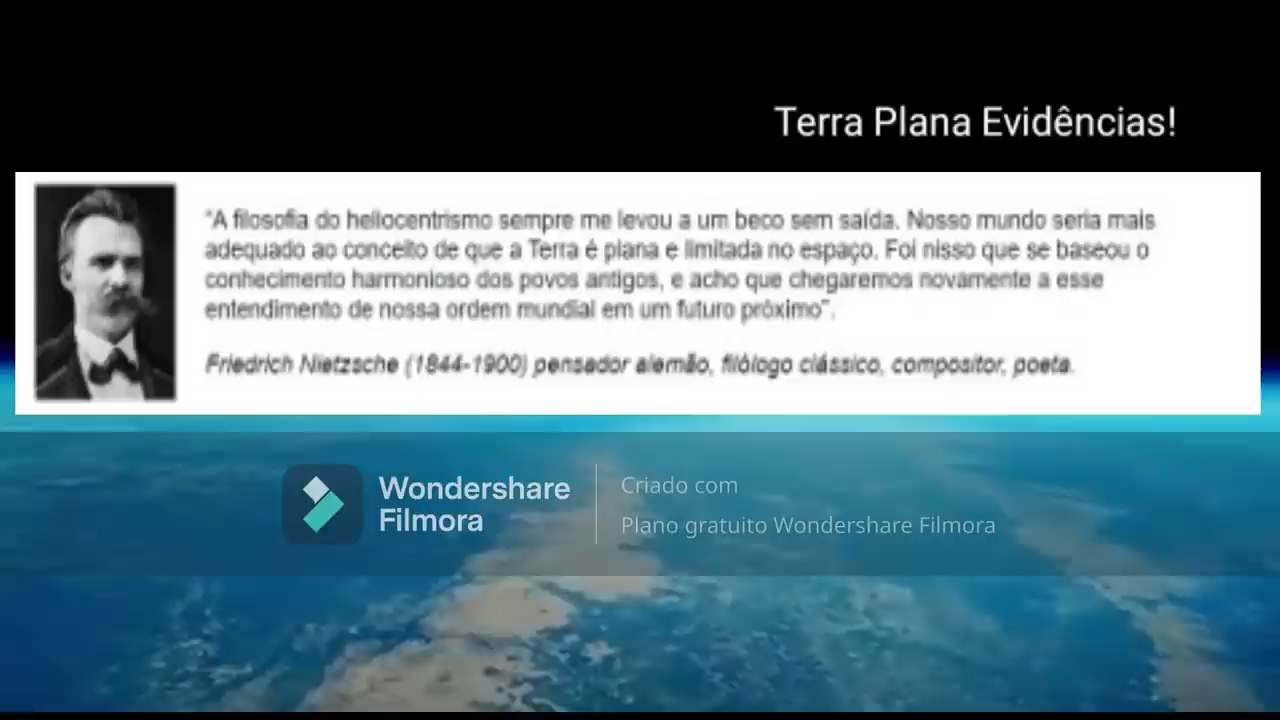 Terra Plana Evidências!
"A filosofia do heliocentrismo sempre me levou a um beco sem saída. Nosso mundo seria mais
adequado ao conceito de que a Terra é plana e limitada no espaço. Foi nisso que se baseou o
conhecimento harmonioso dos povos antigos, e acho que chegaremos novamente a esse
entendimento de nossa ordem mundial em um futuro próximo".
Friedrich Nietzsche (1844-1900) pensador alemão, filólogo clássico, compositor, poeta.
Wondershare
Filmora
Criado com
Plano gratuito Wondershare Filmora